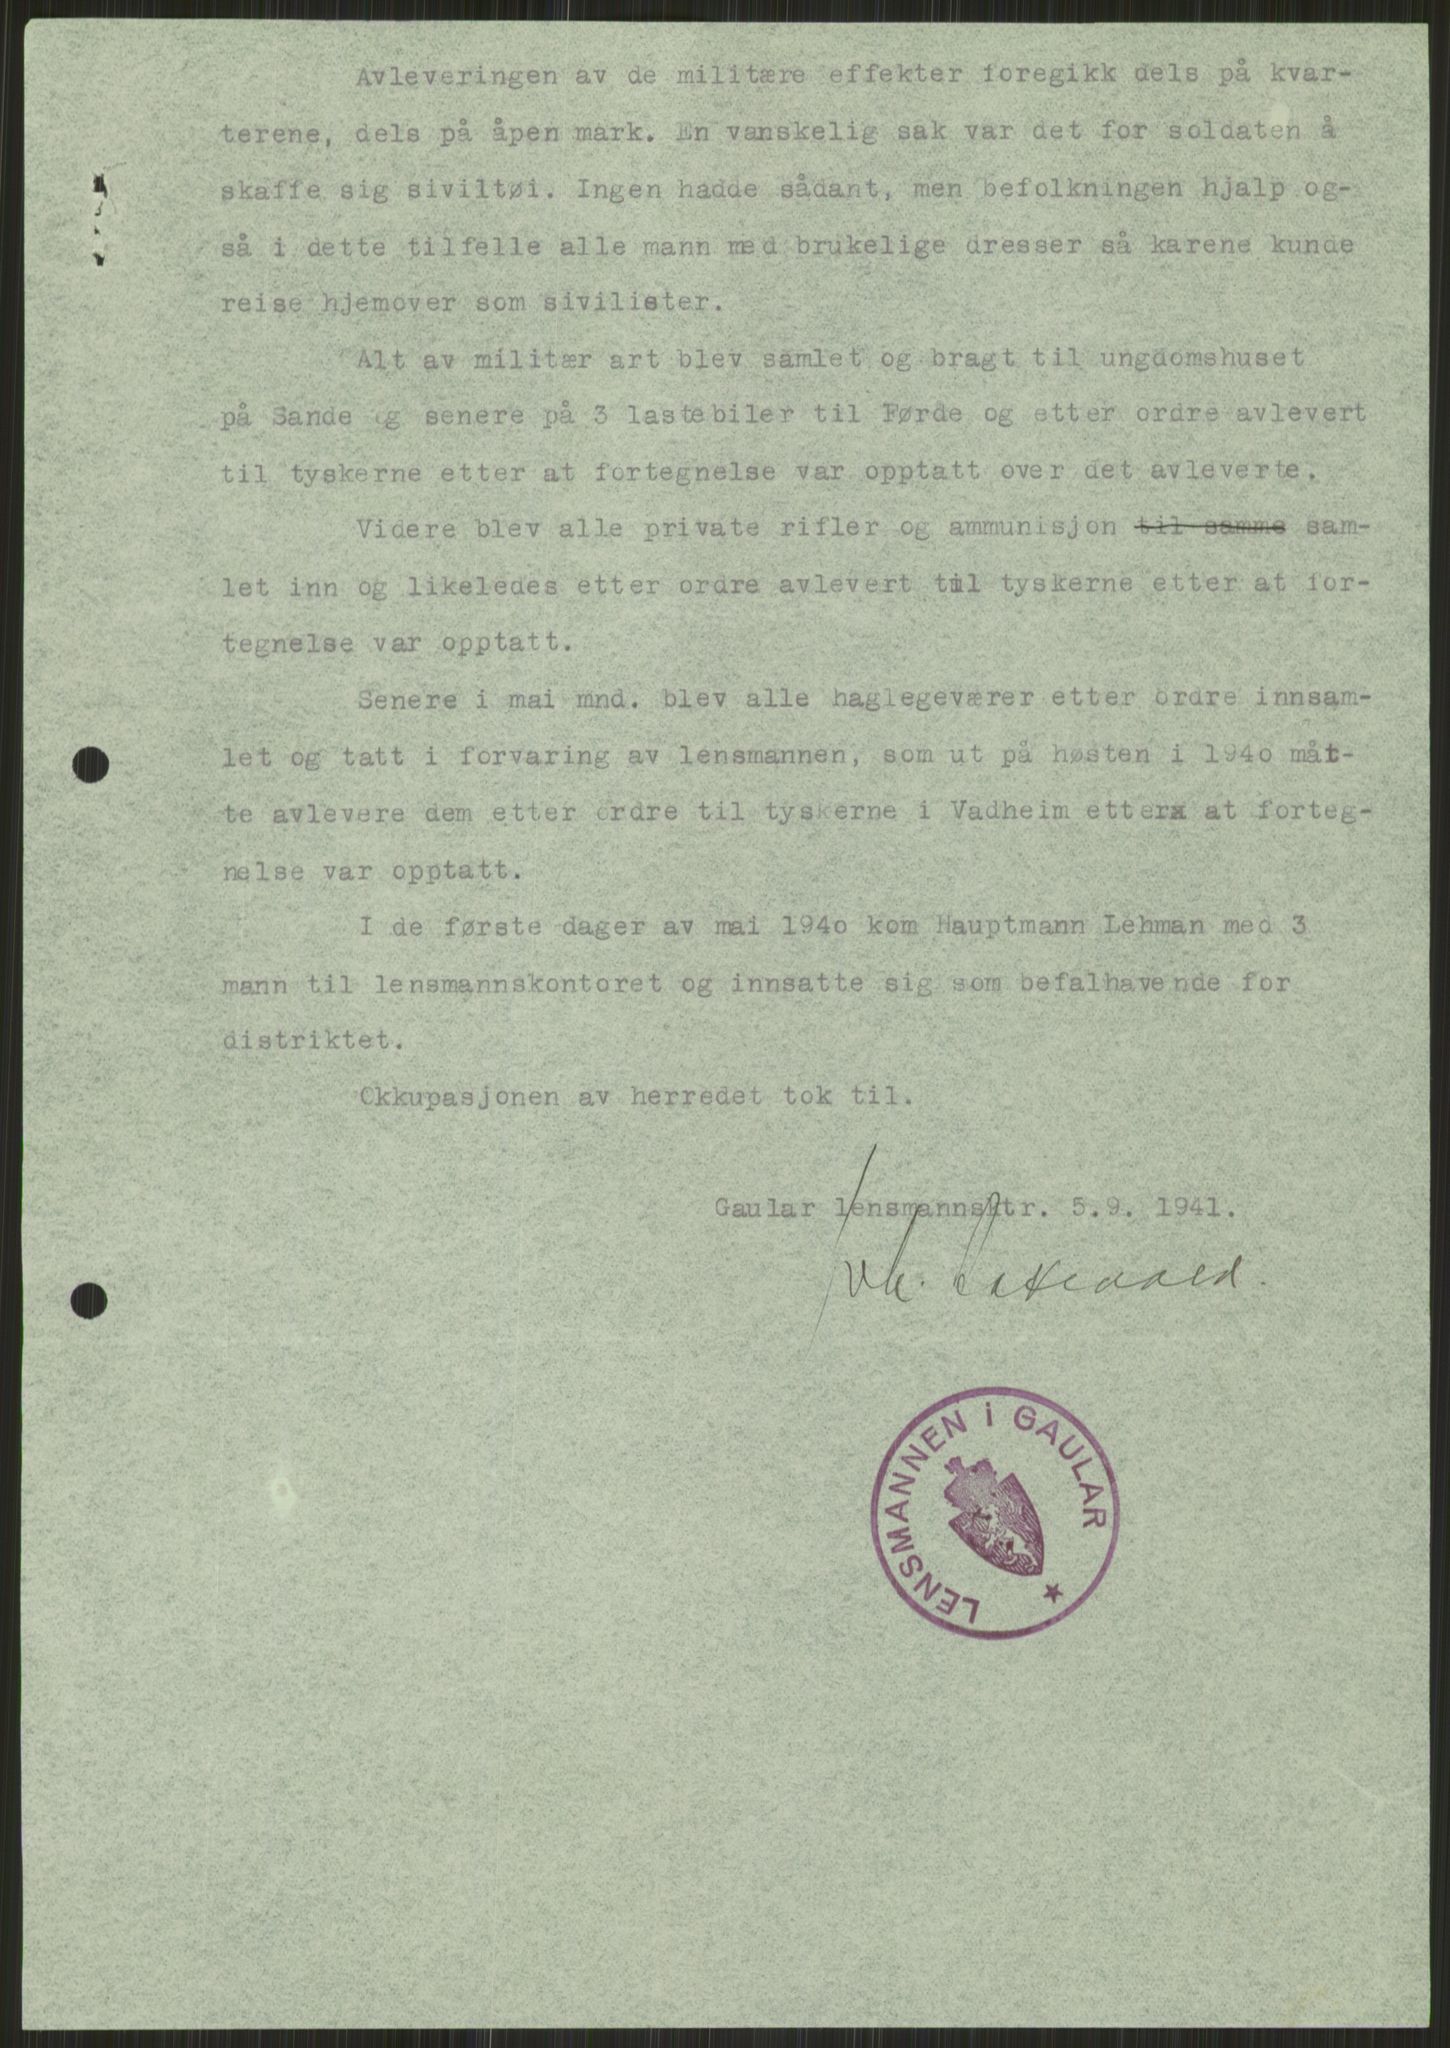 Avleveringen av de militære effekter foregikk dels på kvar-
terene, dels på åpen mark. En vanskelig sak var det for soldaten å
skaffe sig siviltøi. Ingen hadde sådant, men befolkningen hjalp og-
så i dette tilfelle alle mann med brukelige dresser så karene kunde
reise hjemover som sivilister.
Alt av militær art blev samlet og bragt til ungdomshuset
på Sande og senere på 3 lastebiler til Førde og etter ordre avlevert
til tyskerne etter at fortegnelse var opptatt over det avleverte.
Videre blev alle private rifler og ammunisjon til samme sam-
let inn og likeledes etter ordre avlevert til tyskerne etter at for-
tegnelse var opptatt.
Senere i mai mnd. blev alle haglegeværer etter ordre innsam-
let og tatt i forvaring av lensmannen, som ut på høsten i 194o måt-
te avlevere dem etter ordre til tyskerne i Vadheim etterx at forteg-
nelse var opptatt.
I de første dager av mai 194o kom Hauptmann Lehman med 3
mann til lensmannskontoret og innsatte sig som befalhavende for
distriktet.
Okkupasjonen av herredet tok til.
Gaular lensmannsktr. 5.9. 1941.
LENSMANNEN i GAULAR